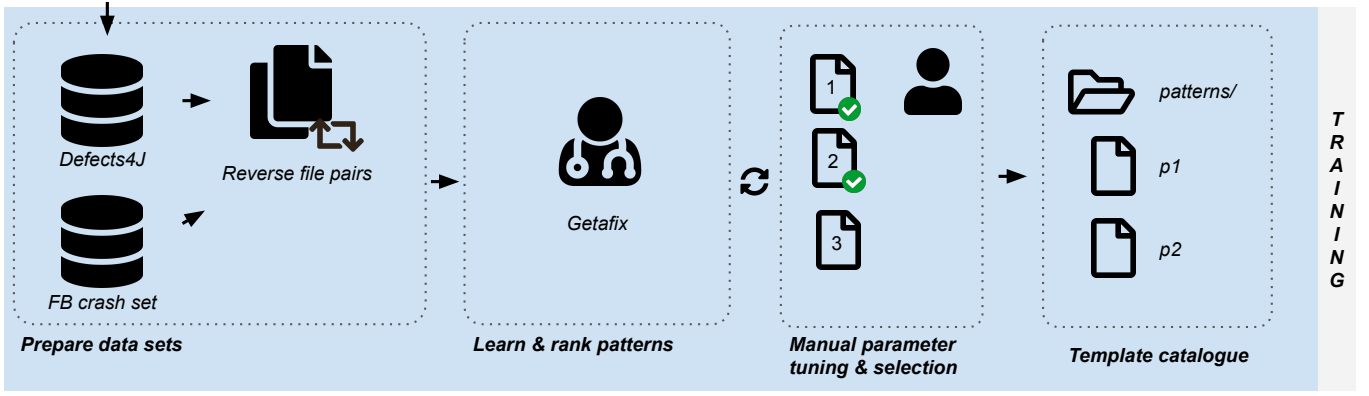 Defects4J
Reverse file pairs
FB crash set
Prepare data sets
Getafix
Learn & rank patterns
1
2
3
Manual parameter
tuning & selection
patterns/
p1
p2
Template catalogue
T
R
A
I
N
I
N
G